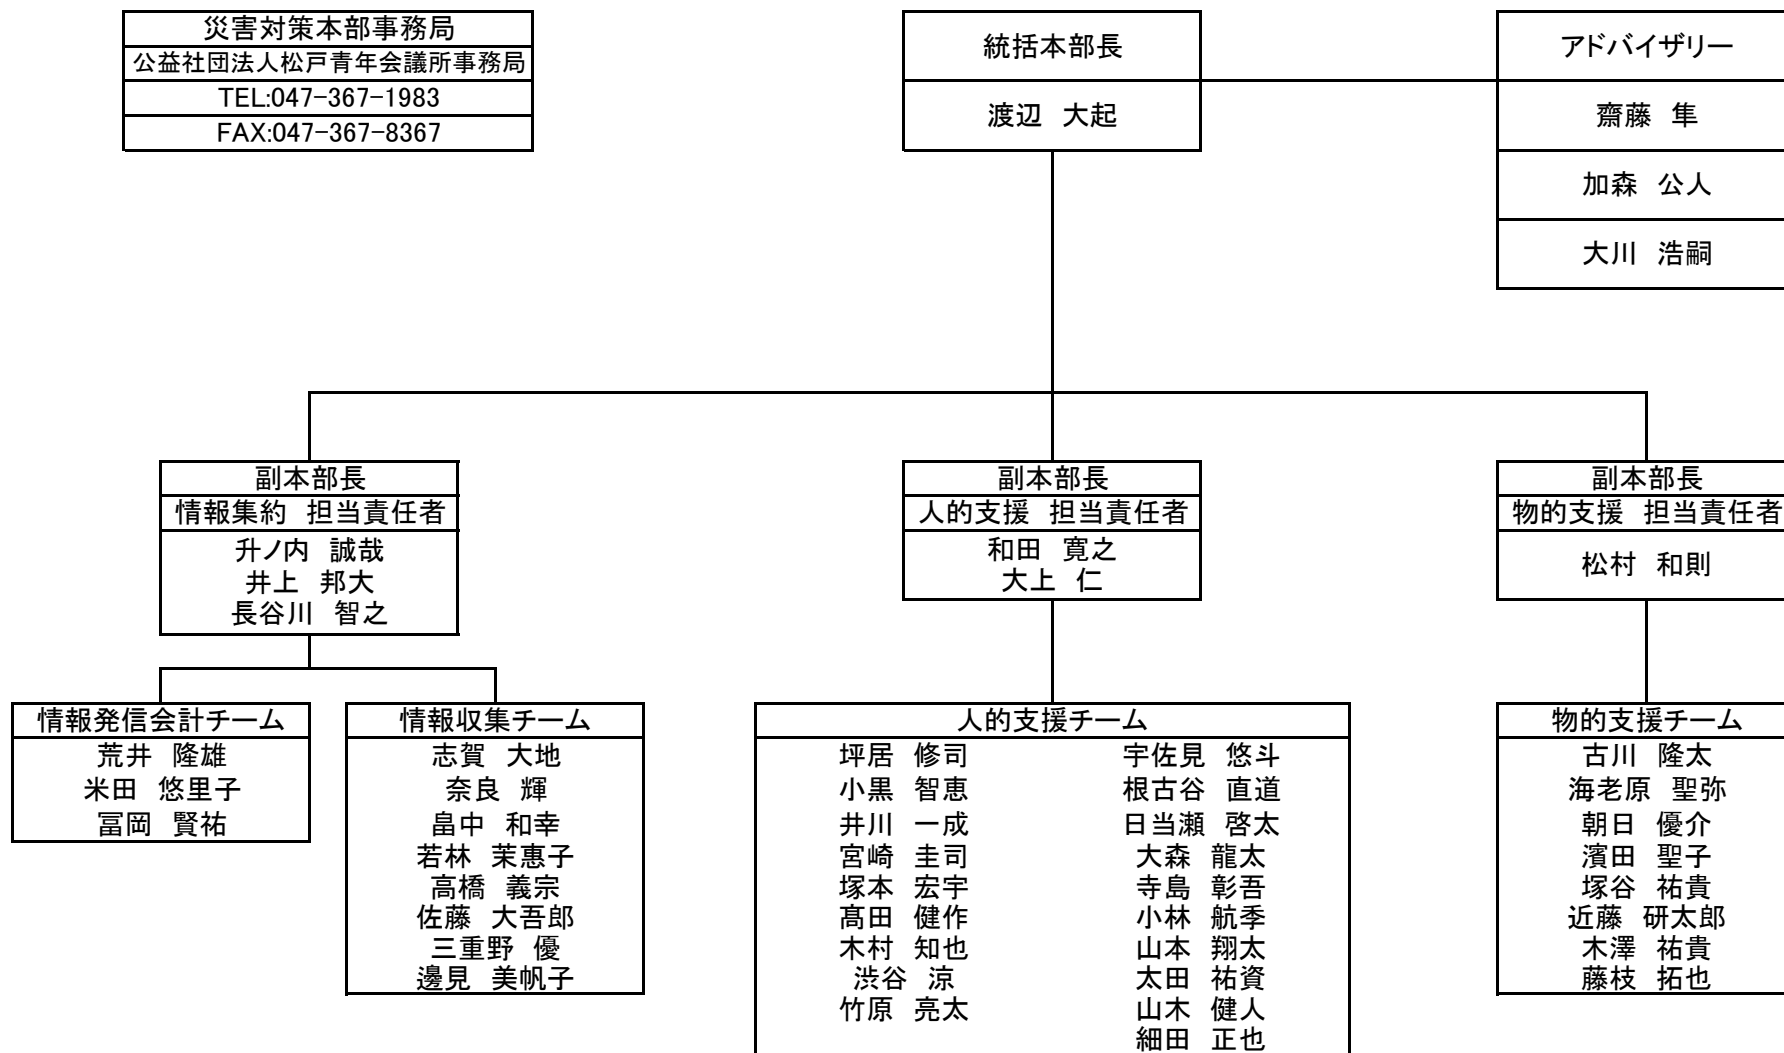 災害対策本部事務局
公益社団法人松戸青年会議所事務局
TEL:047-367-1983
FAX:047-367-8367
統括本部長
渡辺 大起
アドバイザリー
齋藤 隼
加森 公人
大川 浩嗣
副本部長
情報集約 担当責任者
升ノ内 誠哉
井上 邦大
長谷川 智之
副本部長
人的支援 担当責任者
和田 寛之
大上 仁
副本部長
物的支援 担当責任者
松村 和則
情報発信会計チーム
荒井 隆雄
米田 悠里子
冨岡 賢祐
情報収集チーム
志賀 大地
奈良 輝
畠中 和幸
若林 茉惠子
高橋 義宗
佐藤 大吾郎
三重野 優
邊見 美帆子
人的支援チーム
坪居 修司 宇佐見 悠斗
小黒 智恵 根古谷 直道
井川 一成 日当瀬 啓太
宮崎 圭司 大森 龍太
塚本 宏宇 寺島 彰吾
髙田 健作 小林 航季
木村 知也 山本 翔太
渋谷 涼 太田 祐資
竹原 亮太 山木 健人
細田 正也
物的支援チーム
古川 隆太
海老原 聖弥
朝日 優介
濱田 聖子
塚谷 祐貴
近藤 研太郎
木澤 祐貴
藤枝 拓也